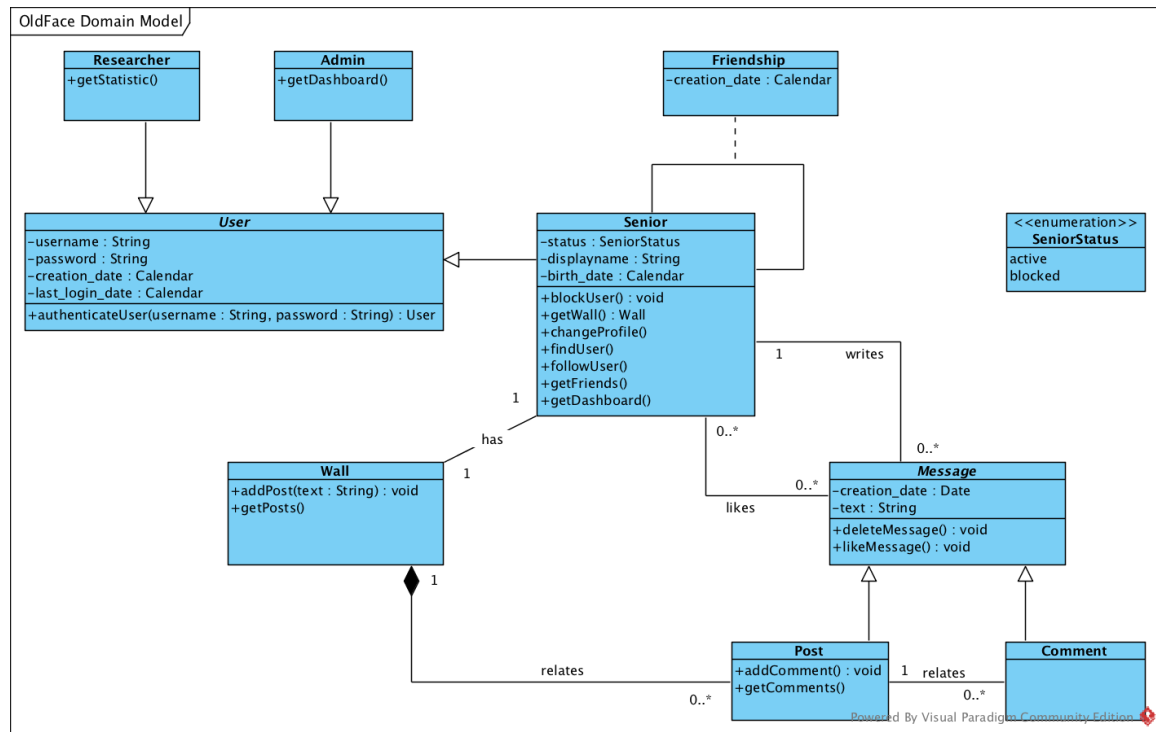 OldFace Domain Model
Researcher
+getStatistic()
Admin
+getDashboard()
Friendship
-creation_date : Calendar
User
-username : String
-password : String
-creation_date : Calendar
-last_login_date : Calendar
+authenticateUser(username : String, password : String) : User
Senior
-status : SeniorStatus
-displayname : String
-birth_date : Calendar
+blockUser() : void
+getWall() : Wall
+changeProfile()
+findUser()
+followUser()
+getFriends()
+getDashboard()
<<enumeration>>
SeniorStatus
active
blocked
1
writes
0..*
1
has
1
0..*
0..*
likes
Wall
+addPost(text : String) : void
+getPosts()
Message
-creation_date : Date
-text : String
+deleteMessage() : void
+likeMessage() : void
1
relates
0..*
Post
+addComment() : void
+getComments()
1
relates
0..*
Comment
Powered By Visual Paradigm Community Edition